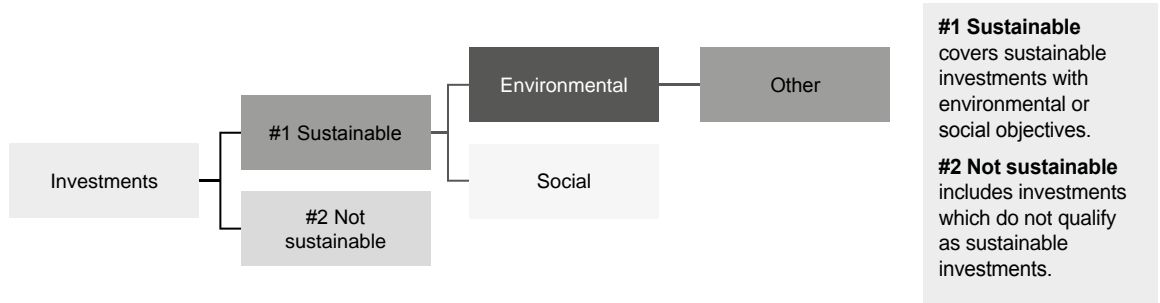 Investments
#1 Sustainable
#2 Not
sustainable
Environmental
Social
Other
#1 Sustainable
covers sustainable
investments with
environmental or
social objectives.
#2 Not sustainable
includes investments
which do not qualify
as sustainable
investments.